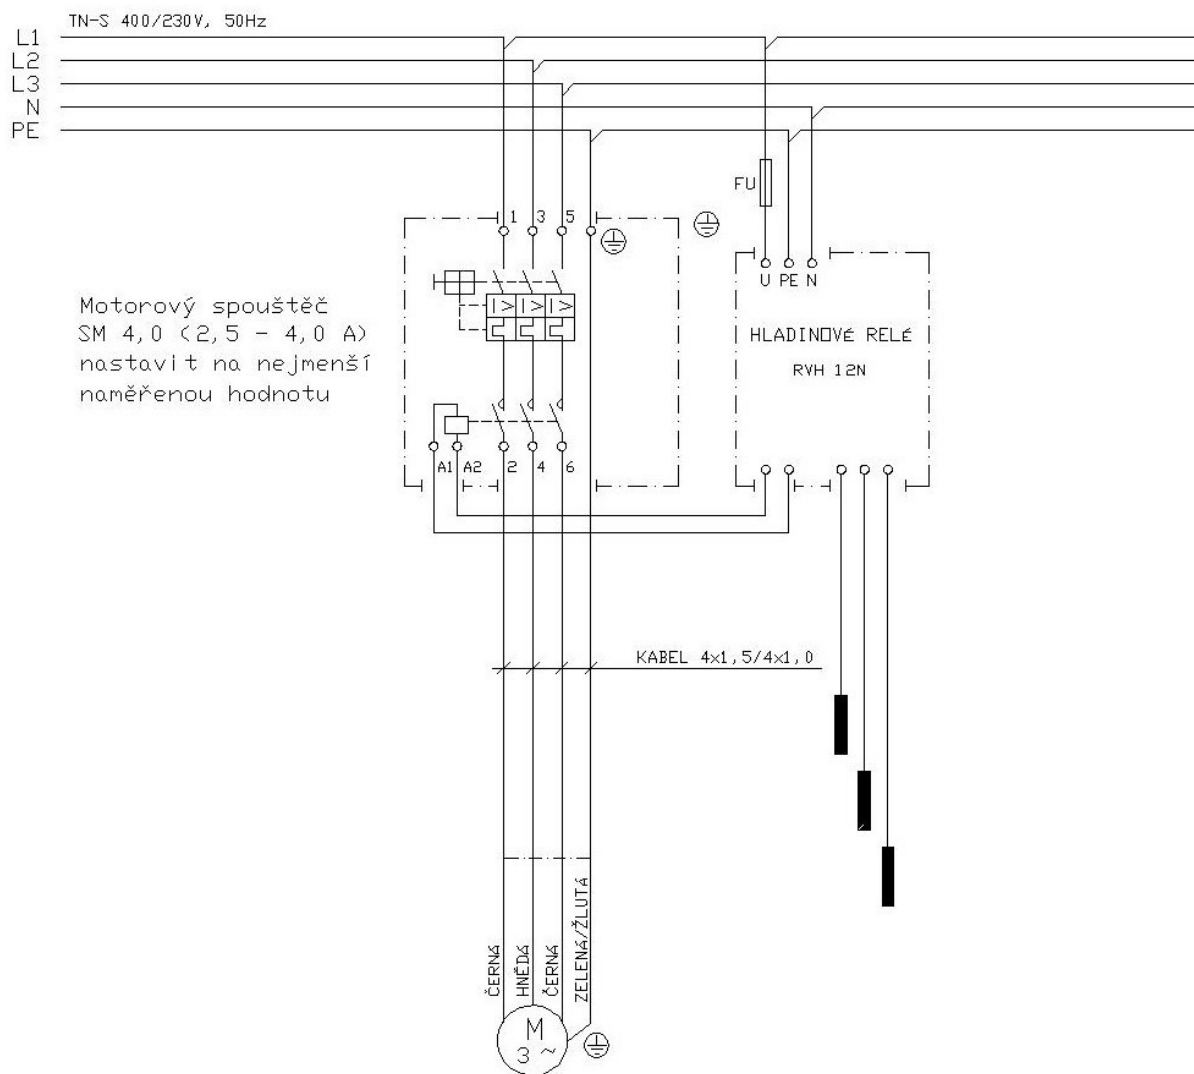 TN-S 400/230V, 50Hz
L1
L2
L3
N
PE
FU
1 3 5
U PE N
Motorový spouštěč
SM 4,0 (2,5 - 4,0 A)
nastavit na nejmenší
naměřenou hodnotu
HLADINOVÉ RELÉ
RVH 12N
I> I> I>
A1 A2 2 4 6
KABEL 4x1,5/4x1,0
ČERNÁ
HNĚDÁ
ČERNÁ
ZELENÁ/ŽLUTÁ
M
3 ~